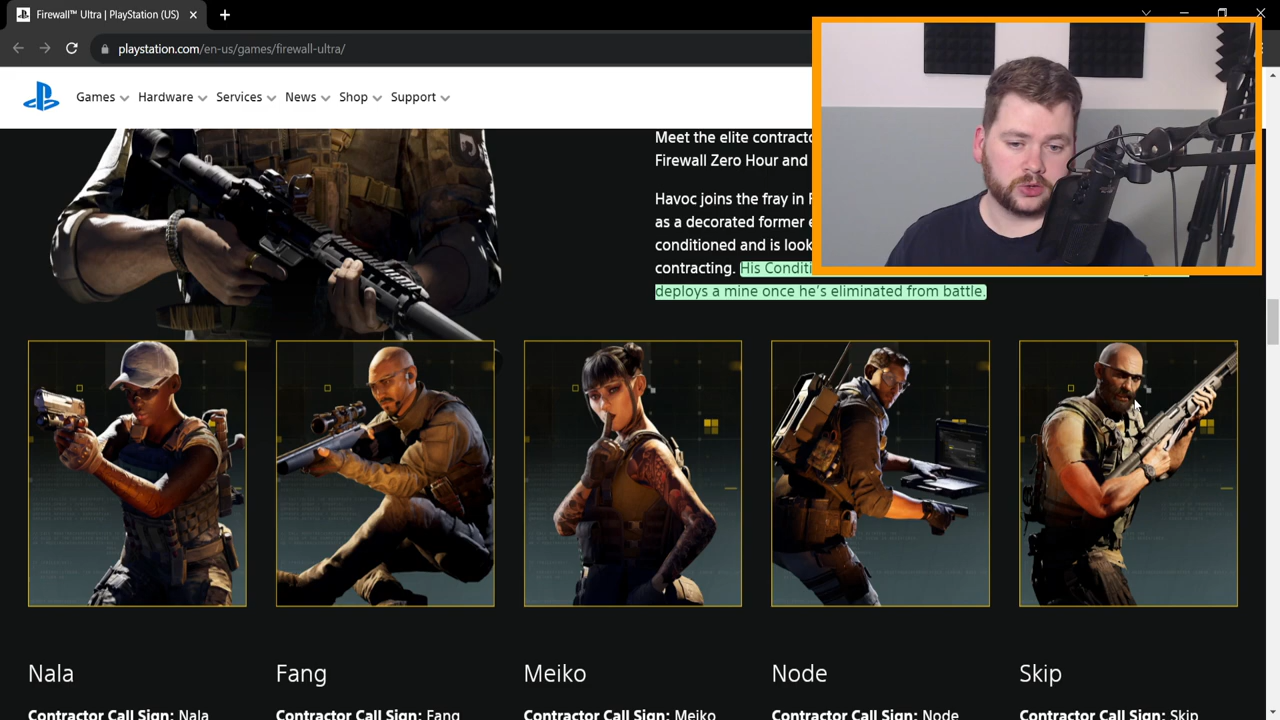 Firewall™ Ultra | PlayStation (US)
playstation.com/en-us/games/firewall-ultra/
Games Hardware Services News Shop Support
Meet the elite contractor
Firewall Zero Hour and
Havoc joins the fray in
as a decorated former
conditioned and is look
contracting. His Conditi
deploys a mine once he's eliminated from battle.
Nala Fang Meiko Node Skip
Contractor Call Sign: Nala Contractor Call Sign: Fang Contractor Call Sign: Meiko Contractor Call Sign: Node Contractor Call Sign: Skip